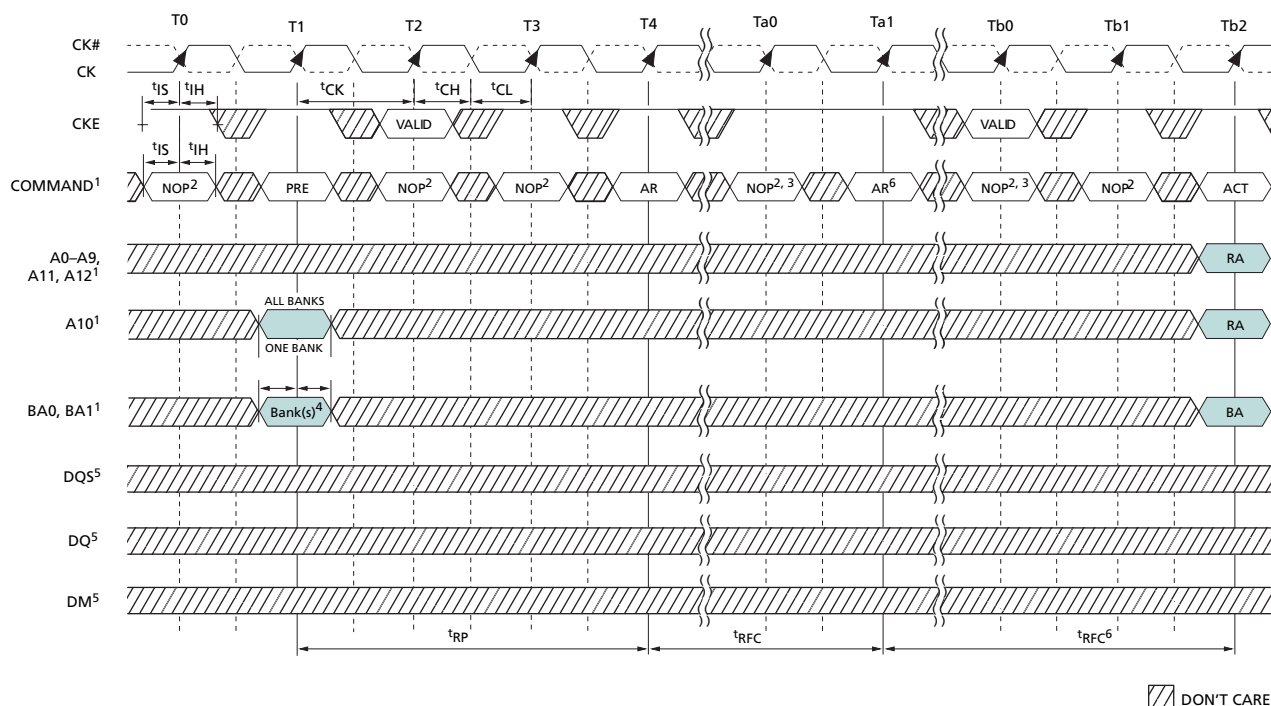 T0 T1 T2 T3 T4 Ta0 Ta1 Tb0 Tb1 Tb2
CK#
CK
tIS tIH tCK tCH tCL
CKE VALID VALID
tIS tIH
COMMAND1 NOP2 PRE NOP2 NOP2 AR NOP2, 3 AR6 NOP2, 3 NOP2 ACT
A0–A9,
A11, A121 RA
ALL BANKS
A101 RA
ONE BANK
BA0, BA11 Bank(s)4 BA
DQS5
DQ5
DM5
tRP tRFC tRFC6
DON'T CARE